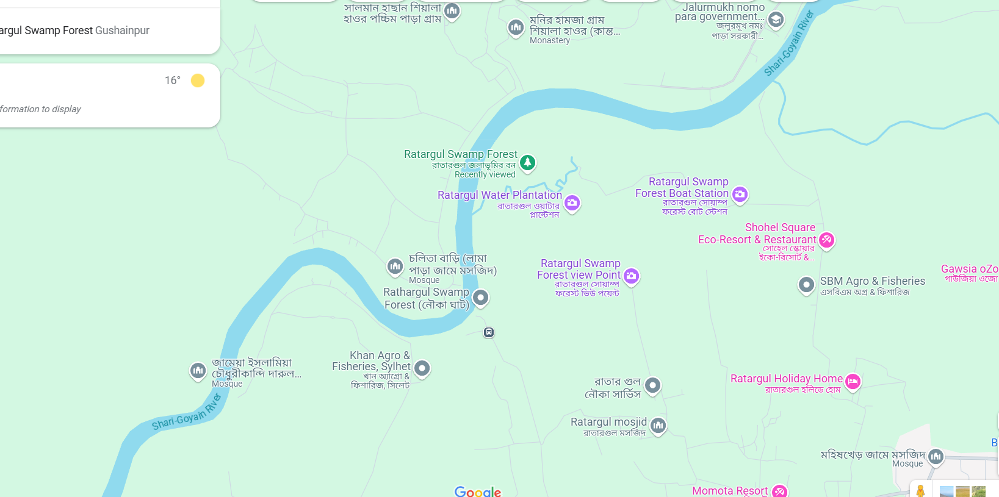 argul Swamp Forest Gushainpur
16°
formation to display
সালমান হাছান শিয়ালা
হাওর পচ্চিম পাড়া গ্রাম
মনির হামজা গ্রাম
শিয়ালা হাওর (কান্ত...
Monastery
Jalurmukh nomo
para government...
জলুরমূখ নমঃ
পাড়া সরকারী...
Shari-Goyain River
Ratargul Swamp Forest
রাতারগুল জলাভূমির বন
Recently viewed
Ratargul Water Plantation
রাতারগুল ওয়াটার
প্লান্টেশন
Ratargul Swamp
Forest Boat Station
রাতারগুল সোয়াম্প
ফরেস্ট বোট স্টেশন
Shohel Square
Eco-Resort & Restaurant
সোহেল স্কোয়ার
ইকো-রিসোর্ট &...
চলিতা বাড়ি (লামা
পাড়া জামে মসজিদ)
Mosque
Ratargul Swamp
Forest view Point
রাতারগুল সোয়াম্প
ফরেস্ট ভিউ পয়েন্ট
Gawsia oZo
গাউজিয়া ওজো
SBM Agro & Fisheries
এসবিএম অগ্র & ফিশারিজ
Rathargul Swamp
Forest (নৌকা ঘাট)
জামেয়া ইসলামিয়া
চৌধুরীকান্দি দারুল...
Mosque
Khan Agro &
Fisheries, Sylhet
খান অ্যাগ্রো &
ফিশারিজ, সিলেট
রাতার গুল
নৌকা সার্ভিস
Ratargul Holiday Home
রাতারগুল হলিডে হোম
Shari-Goyain River
Ratargul mosjid
রাতারগুল মসজিদ
B
মহিষখেড় জামে মসজিদ
Mosque
Momota Resort
Google